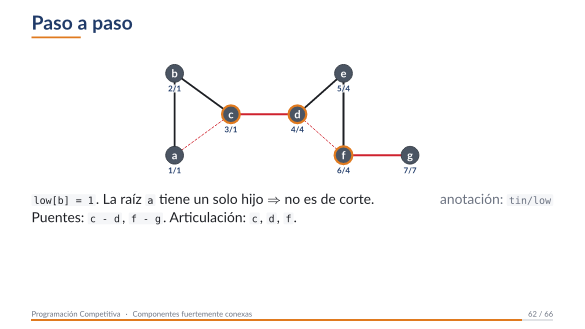 Paso a paso
b
2/1
e
5/4
c
3/1
d
4/4
a
1/1
f
6/4
g
7/7
low[b] = 1. La raíz a tiene un solo hijo ⇒ no es de corte.
anotación: tin/low
Puentes: c - d, f - g. Articulación: c, d, f.
Programación Competitiva · Componentes fuertemente conexas
62 / 66